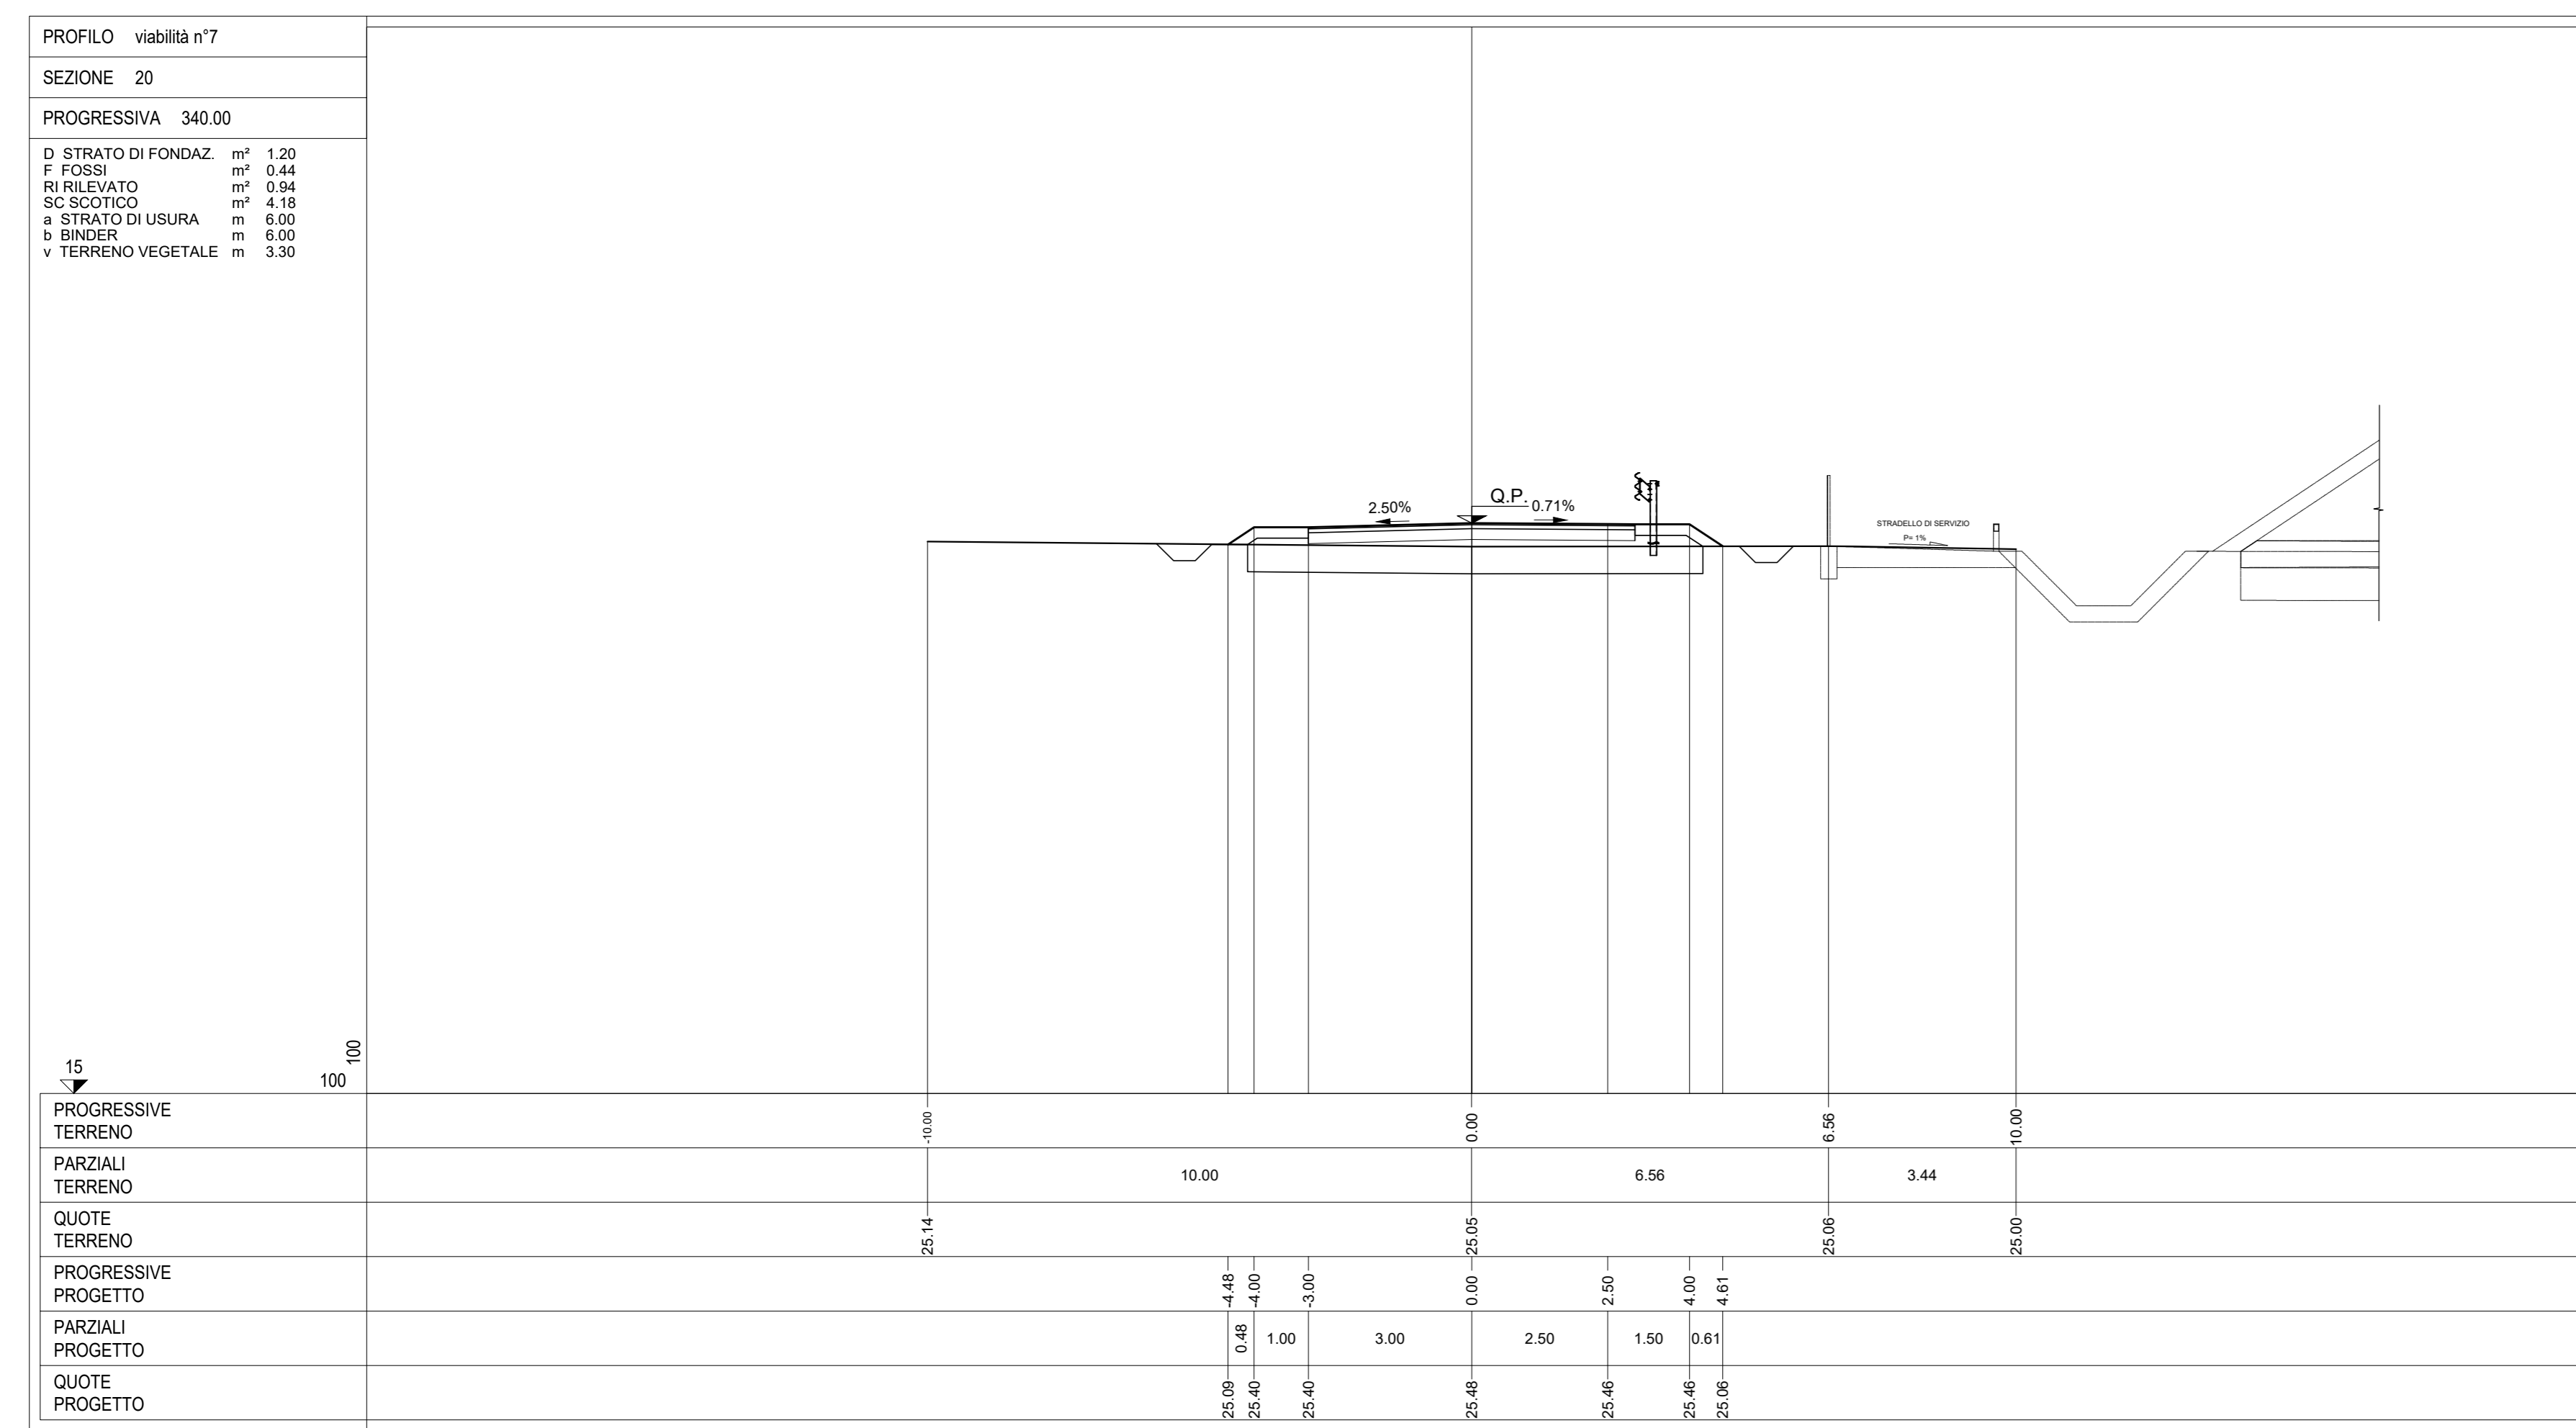 PROFILO viabilità n°7
SEZIONE 20
PROGRESSIVA 340.00
D STRATO DI FONDAZ. m² 1.20
F FOSSI m² 0.44
RI RILEVATO m² 0.94
SC SCOTICO m² 4.18
a STRATO DI USURA m 6.00
b BINDER m 6.00
v TERRENO VEGETALE m 3.30
2.50% Q.P. 0.71%
STRADELLO DI SERVIZIO
P= 1%
15
100
100
PROGRESSIVE
TERRENO
-10.00 0.00 6.56 10.00
PARZIALI
TERRENO
10.00 6.56 3.44
QUOTE
TERRENO
25.14 25.05 25.06 25.00
PROGRESSIVE
PROGETTO
-4.48 -4.00 -3.00 0.00 2.50 4.00 4.61
PARZIALI
PROGETTO
0.48 1.00 3.00 2.50 1.50 0.61
QUOTE
PROGETTO
25.09 25.40 25.40 25.48 25.46 25.46 25.06